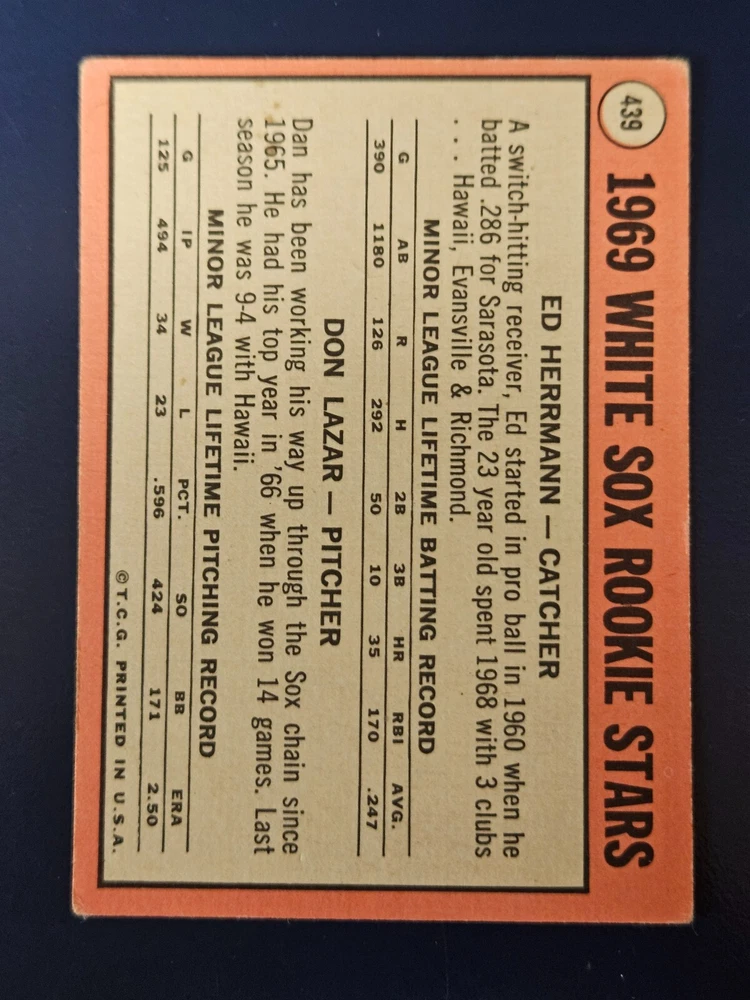 439
1969 WHITE SOX ROOKIE STARS
ED HERRMANN — CATCHER
A switch-hitting receiver, Ed started in pro ball in 1960 when he
batted .286 for Sarasota. The 23 year old spent 1968 with 3 clubs
. . . Hawaii, Evansville & Richmond.
MINOR LEAGUE LIFETIME BATTING RECORD
G AB R H 2B 3B HR RBI AVG.
390 1180 126 292 50 10 35 170 .247
DON LAZAR — PITCHER
Dan has been working his way up through the Sox chain since
1965. He had his top year in '66 when he won 14 games. Last
season he was 9-4 with Hawaii.
MINOR LEAGUE LIFETIME PITCHING RECORD
G IP W L PCT. SO BB ERA
125 494 34 23 .596 424 171 2.50
© T.C.G. PRINTED IN U.S.A.